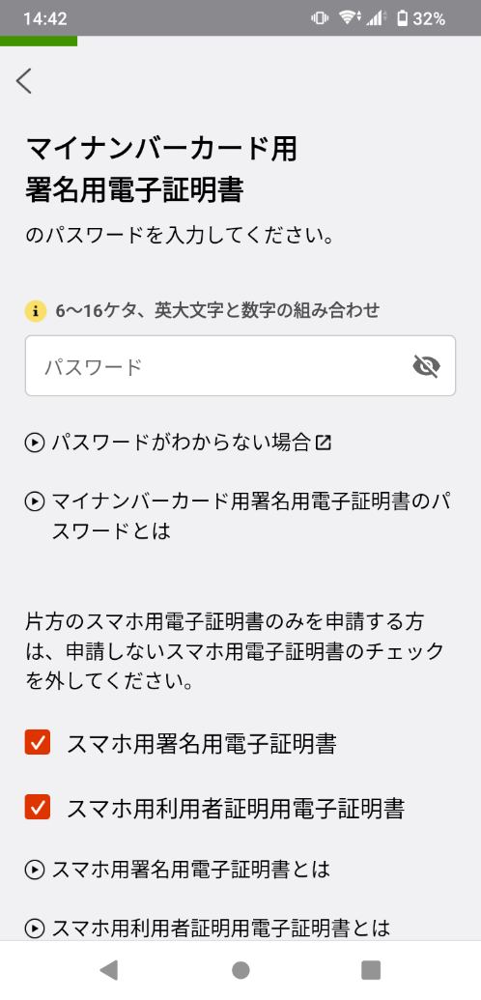 14:42
32%
マイナンバーカード用
署名用電子証明書
のパスワードを入力してください。
6〜16ケタ、英大文字と数字の組み合わせ
パスワード
パスワードがわからない場合
マイナンバーカード用署名用電子証明書のパ
スワードとは
片方のスマホ用電子証明書のみを申請する方
は、申請しないスマホ用電子証明書のチェック
を外してください。
スマホ用署名用電子証明書
スマホ用利用者証明用電子証明書
スマホ用署名用電子証明書とは
スマホ用利用者証明用電子証明書とは